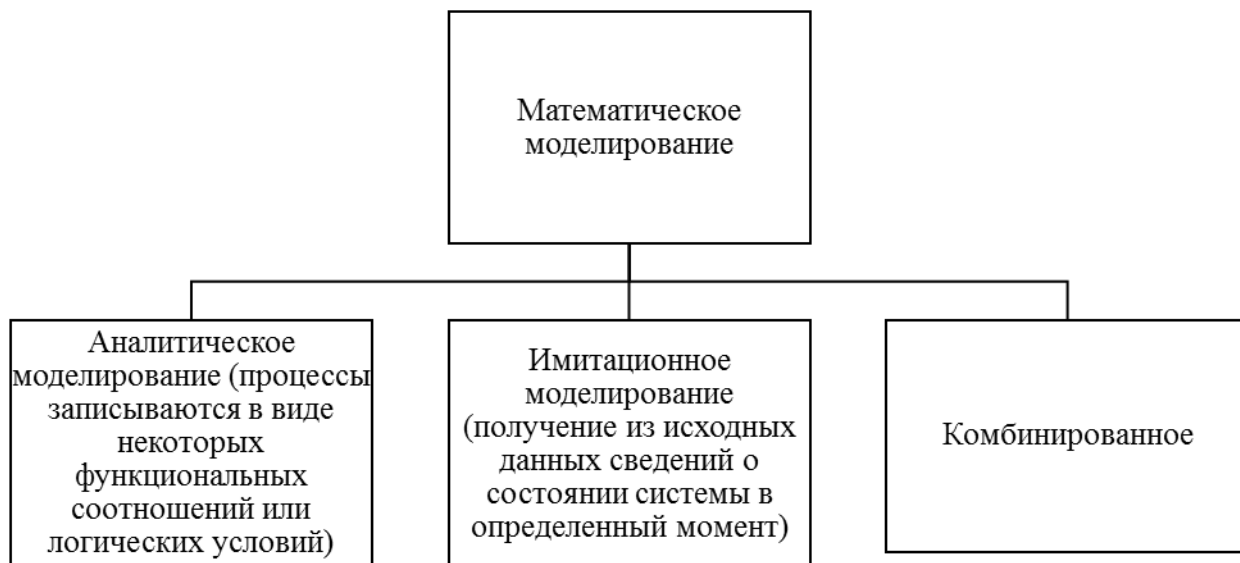 Математическое
моделирование
Аналитическое
моделирование (процессы
записываются в виде
некоторых
функциональных
соотношений или
логических условий)
Имитационное
моделирование
(получение из исходных
данных сведений о
состоянии системы в
определенный момент)
Комбинированное